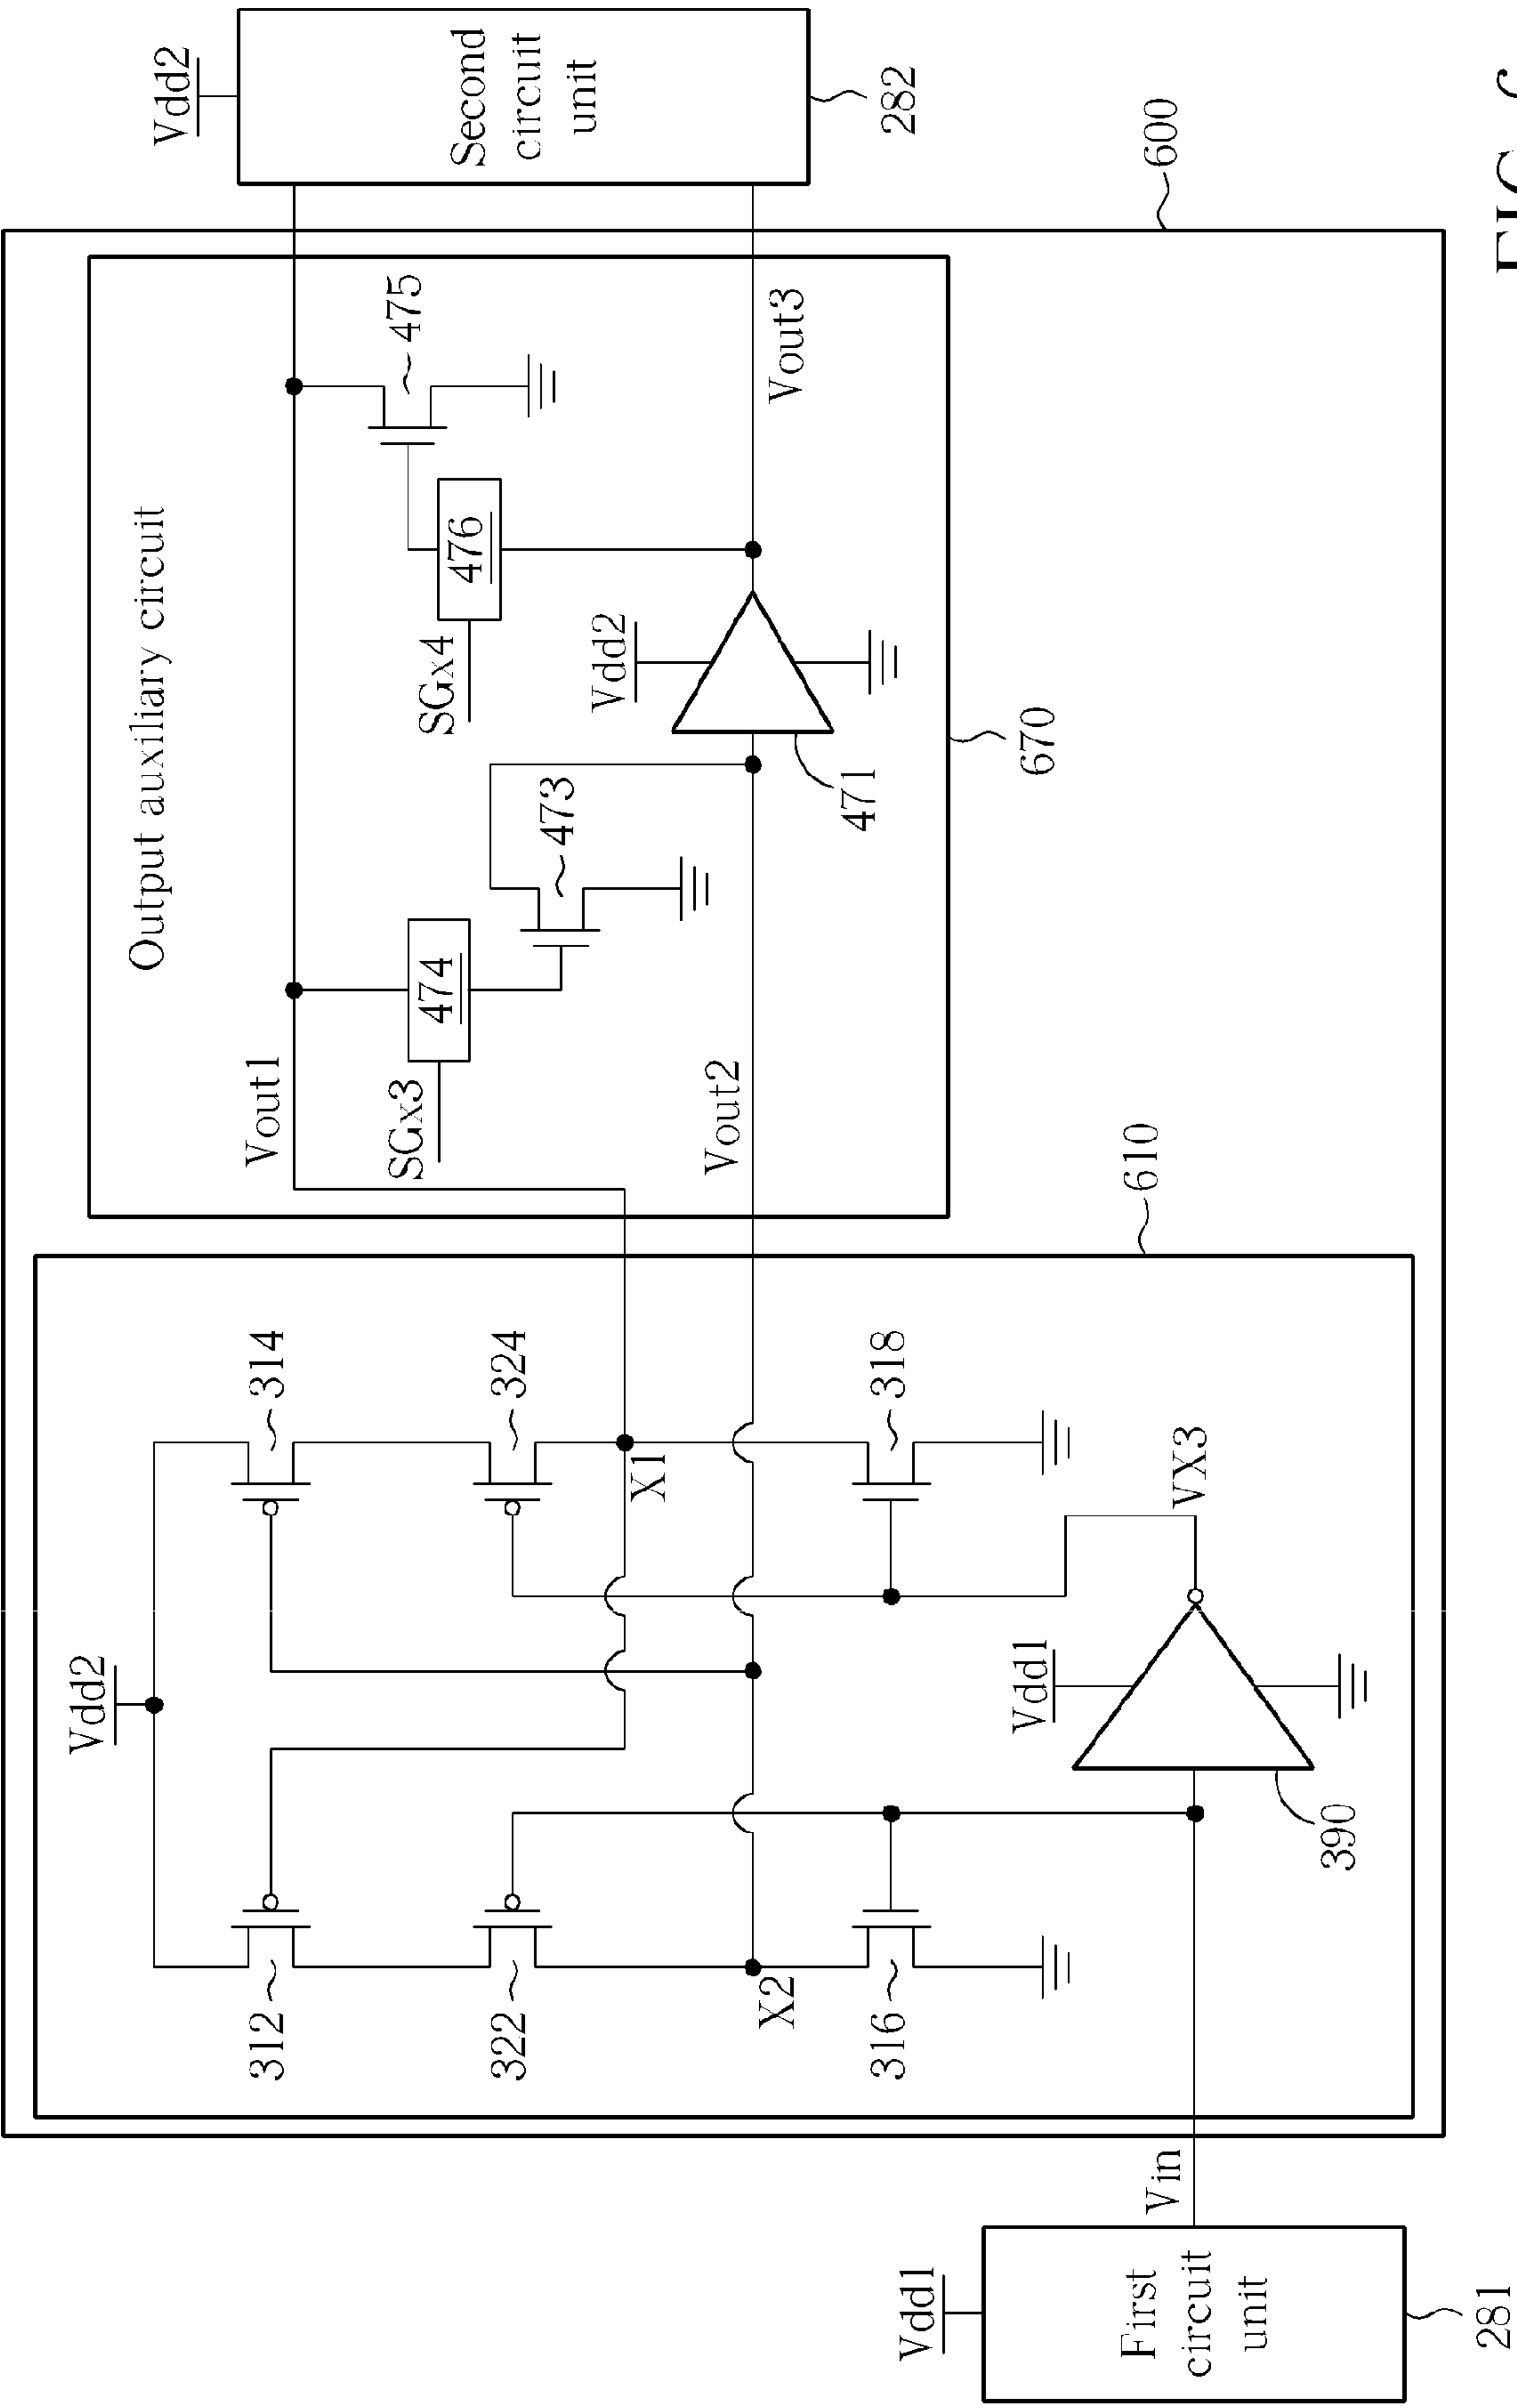 Vdd2
Second
circuit
unit
282
600
Output auxiliary circuit
475
Vout1
SGx3
474
473
SGx4
476
Vdd2
471
Vout2
Vout3
670
610
Vdd2
312
314
322
324
X1
X2
316
318
VX3
Vdd1
390
Vin
Vdd1
First
circuit
unit
281